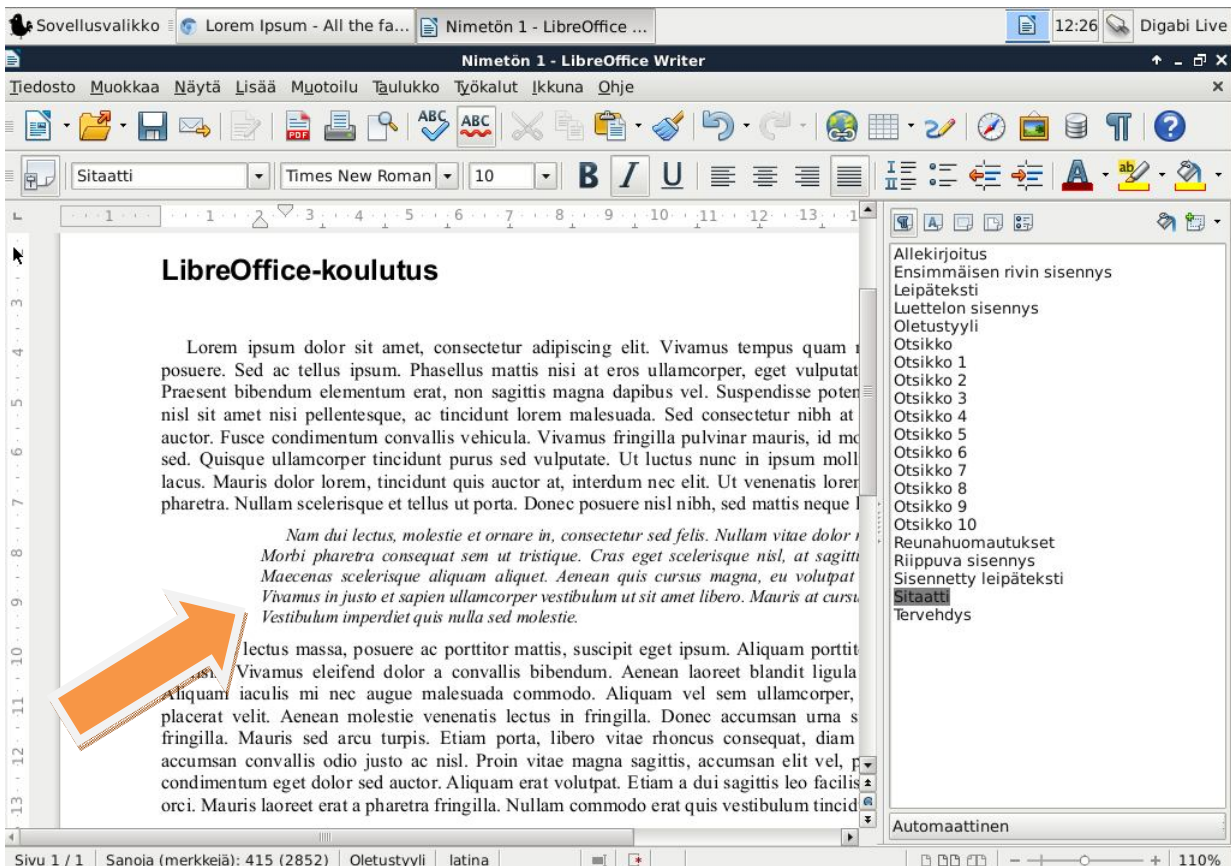 Sovellusvalikko Lorem Ipsum - All the fa... Nimetön 1 - LibreOffice ... 12:26 Digabi Live
Nimetön 1 - LibreOffice Writer
Tiedosto Muokkaa Näytä Lisää Muotoilu Taulukko Työkalut Ikkuna Ohje
Sitaatti Times New Roman 10
LibreOffice-koulutus
Lorem ipsum dolor sit amet, consectetur adipiscing elit. Vivamus tempus quam
posuere. Sed ac tellus ipsum. Phasellus mattis nisi at eros ullamcorper, eget vulputat
Praesent bibendum elementum erat, non sagittis magna dapibus vel. Suspendisse poten
nisl sit amet nisi pellentesque, ac tincidunt lorem malesuada. Sed consectetur nibh at
auctor. Fusce condimentum convallis vehicula. Vivamus fringilla pulvinar mauris, id mo
sed. Quisque ullamcorper tincidunt purus sed vulputate. Ut luctus nunc in ipsum moll
lacus. Mauris dolor lorem, tincidunt quis auctor at, interdum nec elit. Ut venenatis lorem
pharetra. Nullam scelerisque et tellus ut porta. Donec posuere nisl nibh, sed mattis neque
Nam dui lectus, molestie et ornare in, consectetur sed felis. Nullam vitae dolor
Morbi pharetra consequat sem ut tristique. Cras eget scelerisque nisl, at sagitt
Maecenas scelerisque aliquam aliquet. Aenean quis cursus magna, eu volutpat
Vivamus in justo et sapien ullamcorper vestibulum ut sit amet libero. Mauris at cursu
Vestibulum imperdiet quis nulla sed molestie.
lectus massa, posuere ac porttitor mattis, suscipit eget ipsum. Aliquam porttit
Vivamus eleifend dolor a convallis bibendum. Aenean laoreet blandit ligula
Aliquam iaculis mi nec augue malesuada commodo. Aliquam vel sem ullamcorper,
placerat velit. Aenean molestie venenatis lectus in fringilla. Donec accumsan urna s
fringilla. Mauris sed arcu turpis. Etiam porta, libero vitae rhoncus consequat, diam
accumsan convallis odio justo ac nisl. Proin vitae magna sagittis, accumsan elit vel, p
condimentum eget dolor sed auctor. Aliquam erat volutpat. Etiam a dui sagittis leo facilis
orci. Mauris laoreet erat a pharetra fringilla. Nullam commodo erat quis vestibulum tincid
Allekirjoitus
Ensimmäisen rivin sisennys
Leipäteksti
Luettelon sisennys
Oletustyyli
Otsikko
Otsikko 1
Otsikko 2
Otsikko 3
Otsikko 4
Otsikko 5
Otsikko 6
Otsikko 7
Otsikko 8
Otsikko 9
Otsikko 10
Reunahuomautukset
Riippuva sisennys
Sisennetty leipäteksti
Sitaatti
Tervehdys
Automaattinen
Sivu 1 / 1 Sanoja (merkkejä): 415 (2852) Oletustyyli latina 110%